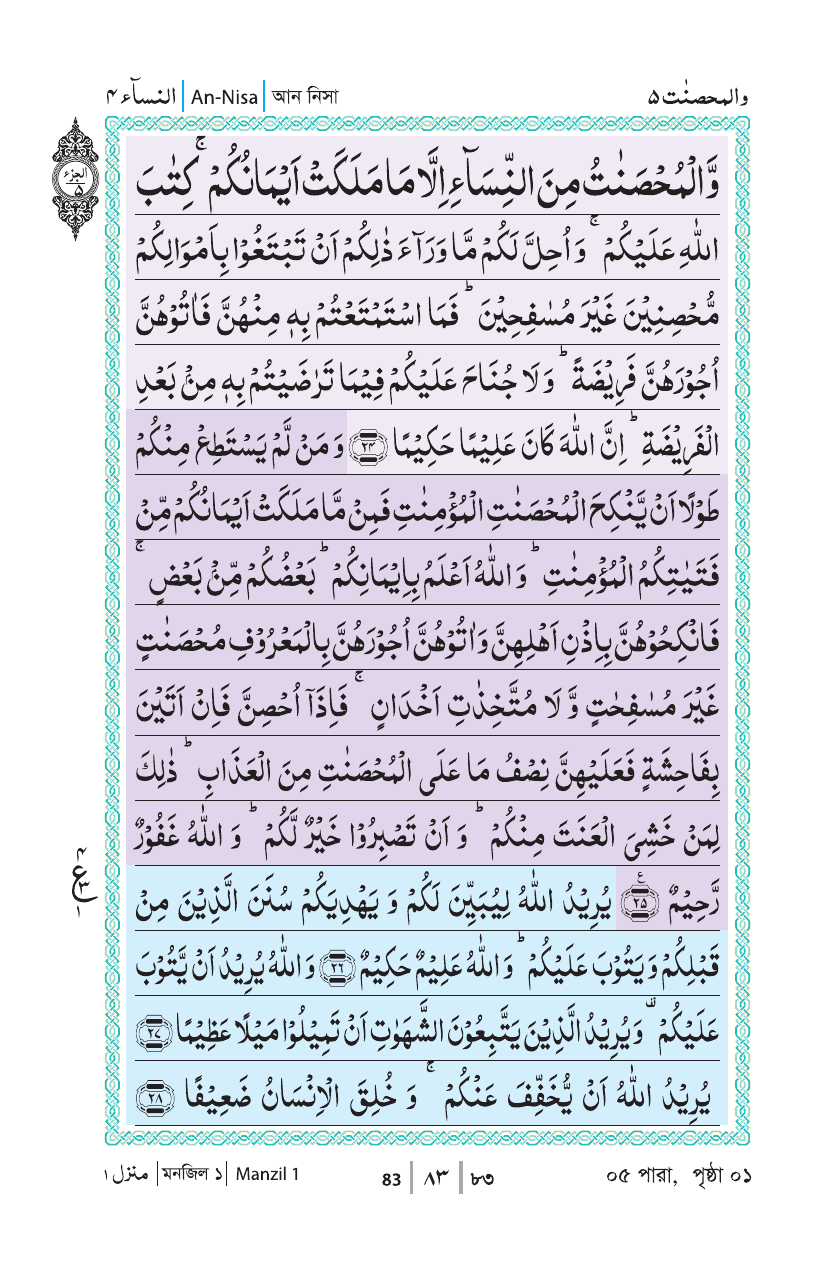 النسآء ۴ | An-Nisa | আন নিসা
والمحصنٰت ۵
الجزء
۵
وَّالْمُحْصَنٰتُ مِنَ النِّسَآءِ اِلَّا مَا مَلَكَتْ اَيْمَانُكُمْ ۚ كِتٰبَ
اللّٰهِ عَلَيْكُمْ ۚ وَ اُحِلَّ لَكُمْ مَّا وَرَآءَ ذٰلِكُمْ اَنْ تَبْتَغُوْا بِاَمْوَالِكُمْ
مُّحْصِنِيْنَ غَيْرَ مُسٰفِحِيْنَ ؕ فَمَا اسْتَمْتَعْتُمْ بِهٖ مِنْهُنَّ فَاٰتُوْهُنَّ
اُجُوْرَهُنَّ فَرِيْضَةً ؕ وَ لَا جُنَاحَ عَلَيْكُمْ فِيْمَا تَرٰضَيْتُمْ بِهٖ مِنْۢ بَعْدِ
الْفَرِيْضَةِ ؕ اِنَّ اللّٰهَ كَانَ عَلِيْمًا حَكِيْمًا ۲۴ وَ مَنْ لَّمْ يَسْتَطِعْ مِنْكُمْ
طَوْلًا اَنْ يَّنْكِحَ الْمُحْصَنٰتِ الْمُؤْمِنٰتِ فَمِنْ مَّا مَلَكَتْ اَيْمَانُكُمْ مِّنْ
فَتَيٰتِكُمُ الْمُؤْمِنٰتِ ؕ وَ اللّٰهُ اَعْلَمُ بِاِيْمَانِكُمْ ؕ بَعْضُكُمْ مِّنْۢ بَعْضٍ ۚ
فَانْكِحُوْهُنَّ بِاِذْنِ اَهْلِهِنَّ وَ اٰتُوْهُنَّ اُجُوْرَهُنَّ بِالْمَعْرُوْفِ مُحْصَنٰتٍ
غَيْرَ مُسٰفِحٰتٍ وَّ لَا مُتَّخِذٰتِ اَخْدَانٍ ۚ فَاِذَاۤ اُحْصِنَّ فَاِنْ اَتَيْنَ
بِفَاحِشَةٍ فَعَلَيْهِنَّ نِصْفُ مَا عَلَى الْمُحْصَنٰتِ مِنَ الْعَذَابِ ؕ ذٰلِكَ
لِمَنْ خَشِيَ الْعَنَتَ مِنْكُمْ ؕ وَ اَنْ تَصْبِرُوْا خَيْرٌ لَّكُمْ ؕ وَ اللّٰهُ غَفُوْرٌ
۴
ع ۳
۱
رَّحِيْمٌ ۲۵ ع يُرِيْدُ اللّٰهُ لِيُبَيِّنَ لَكُمْ وَ يَهْدِيَكُمْ سُنَنَ الَّذِيْنَ مِنْ
قَبْلِكُمْ وَ يَتُوْبَ عَلَيْكُمْ ؕ وَ اللّٰهُ عَلِيْمٌ حَكِيْمٌ ۲۶ وَ اللّٰهُ يُرِيْدُ اَنْ يَّتُوْبَ
عَلَيْكُمْ ۟ وَ يُرِيْدُ الَّذِيْنَ يَتَّبِعُوْنَ الشَّهَوٰتِ اَنْ تَمِيْلُوْا مَيْلًا عَظِيْمًا ۲۷
يُرِيْدُ اللّٰهُ اَنْ يُّخَفِّفَ عَنْكُمْ ۚ وَ خُلِقَ الْاِنْسَانُ ضَعِيْفًا ۲۸
منزل ۱ | মনজিল ১ | Manzil 1
83 | ۸۳ | ৮৩
০৫ পারা, পৃষ্ঠা ০১